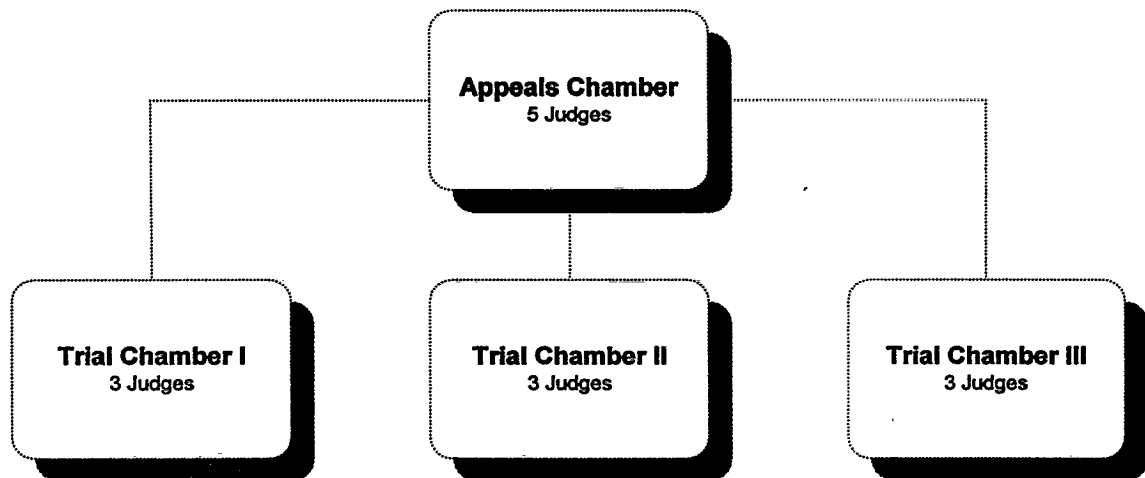 Appeals Chamber
5 Judges
Trial Chamber I
3 Judges
Trial Chamber II
3 Judges
Trial Chamber III
3 Judges